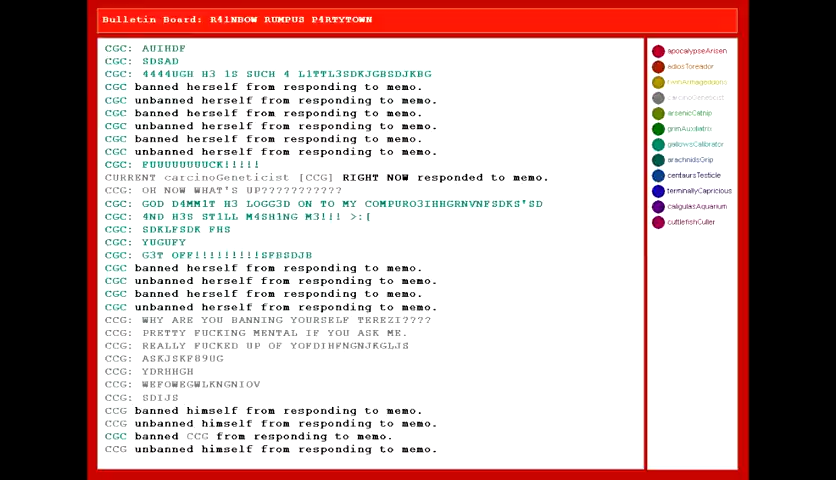 Bulletin Board: R41NBOW RUMPUS P4RTYTOWN
CGC: AUIHDF
CGC: SDSAD
CGC: 4444UGH H3 1S SUCH 4 L1TTL3SDKJGBSDJKBG
CGC banned herself from responding to memo.
CGC unbanned herself from responding to memo.
CGC banned herself from responding to memo.
CGC unbanned herself from responding to memo.
CGC banned herself from responding to memo.
CGC unbanned herself from responding to memo.
CGC: FUUUUUUUUCK!!!!!
CURRENT carcinoGeneticist [CCG] RIGHT NOW responded to memo.
CCG: OH NOW WHAT'S UP???????????
CGC: GOD D4MM1T H3 LOGG3D ON TO MY COMPURO3IHHGRNVNFSDKS'SD
CGC: 4ND H3S ST1LL M4SH1NG M3!!! >:[
CGC: SDKLFSDK FHS
CGC: YUGUFY
CGC: G3T OFF!!!!!!!!!SFBSDJB
CGC banned herself from responding to memo.
CGC unbanned herself from responding to memo.
CGC banned herself from responding to memo.
CGC unbanned herself from responding to memo.
CCG: WHY ARE YOU BANNING YOURSELF TEREZI????
CCG: PRETTY FUCKING MENTAL IF YOU ASK ME.
CCG: REALLY FUCKED UP OF YOFDIHFNGNJKGLJS
CCG: ASKJSKF89UG
CCG: YDRHHGH
CCG: WEFOWEGWLKNGNIOV
CCG: SDIJS
CCG banned himself from responding to memo.
CCG unbanned himself from responding to memo.
CGC banned CCG from responding to memo.
CCG unbanned himself from responding to memo.
apocalypseArisen
adiosToreador
twinArmageddons
carcinoGeneticist
arsenicCatnip
grimAuxiliatrix
gallowsCalibrator
arachnidsGrip
centaursTesticle
terminallyCapricious
caligulasAquarium
cuttlefishCuller